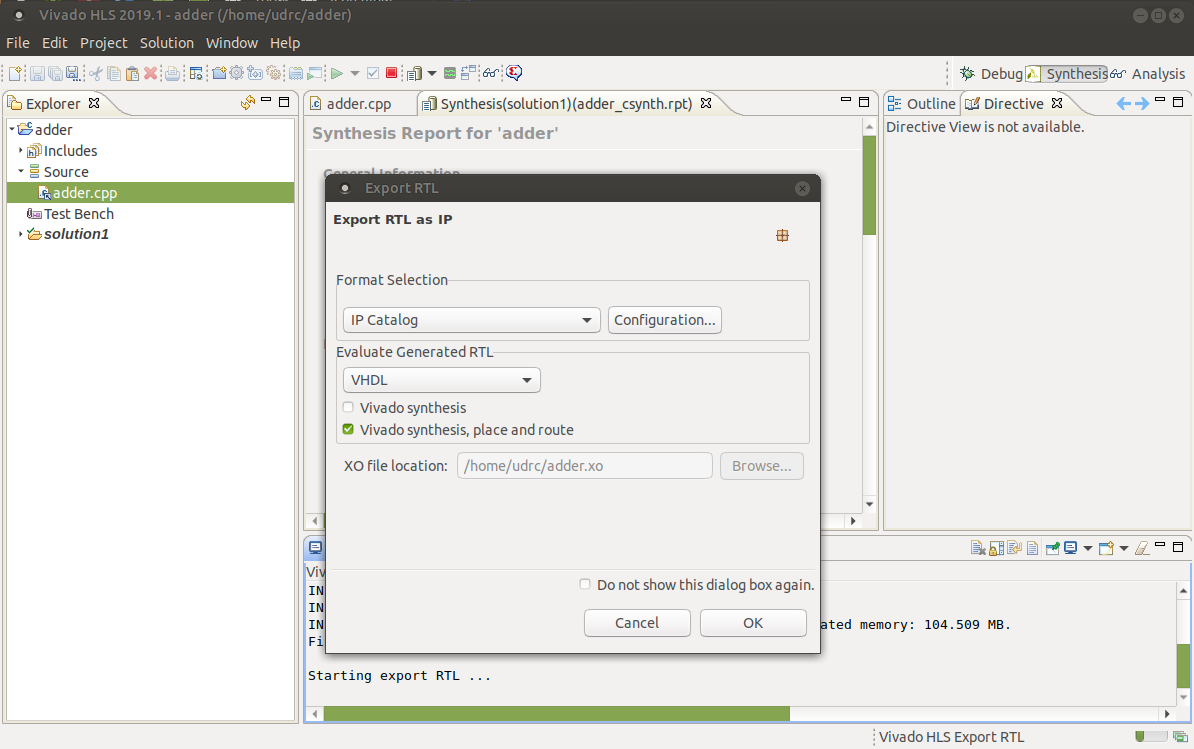 Vivado HLS 2019.1 - adder (/home/udrc/adder)
File Edit Project Solution Window Help
Debug Synthesis Analysis
Explorer
adder
Includes
Source
adder.cpp
Test Bench
solution1
adder.cpp Synthesis(solution1)(adder_csynth.rpt)
Synthesis Report for 'adder'
General Information
Export RTL
Export RTL as IP
Format Selection
IP Catalog Configuration...
Evaluate Generated RTL
VHDL
Vivado synthesis
Vivado synthesis, place and route
XO file location: /home/udrc/adder.xo Browse...
Do not show this dialog box again.
Cancel OK
Outline Directive
Directive View is not available.
Viv
IN
IN
IN ated memory: 104.509 MB.
Fi
Starting export RTL ...
Vivado HLS Export RTL